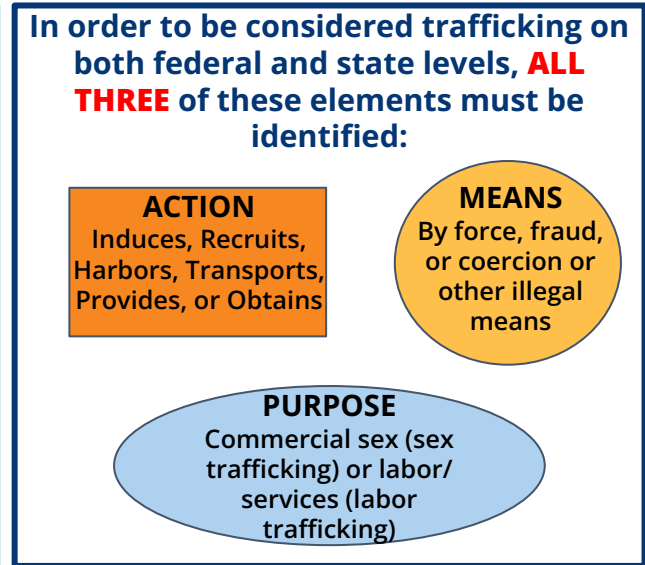 In order to be considered trafficking on
both federal and state levels, ALL
THREE of these elements must be
identified:
ACTION
Induces, Recruits,
Harbors, Transports,
Provides, or Obtains
MEANS
By force, fraud,
or coercion or
other illegal
means
PURPOSE
Commercial sex (sex
trafficking) or labor/
services (labor
trafficking)